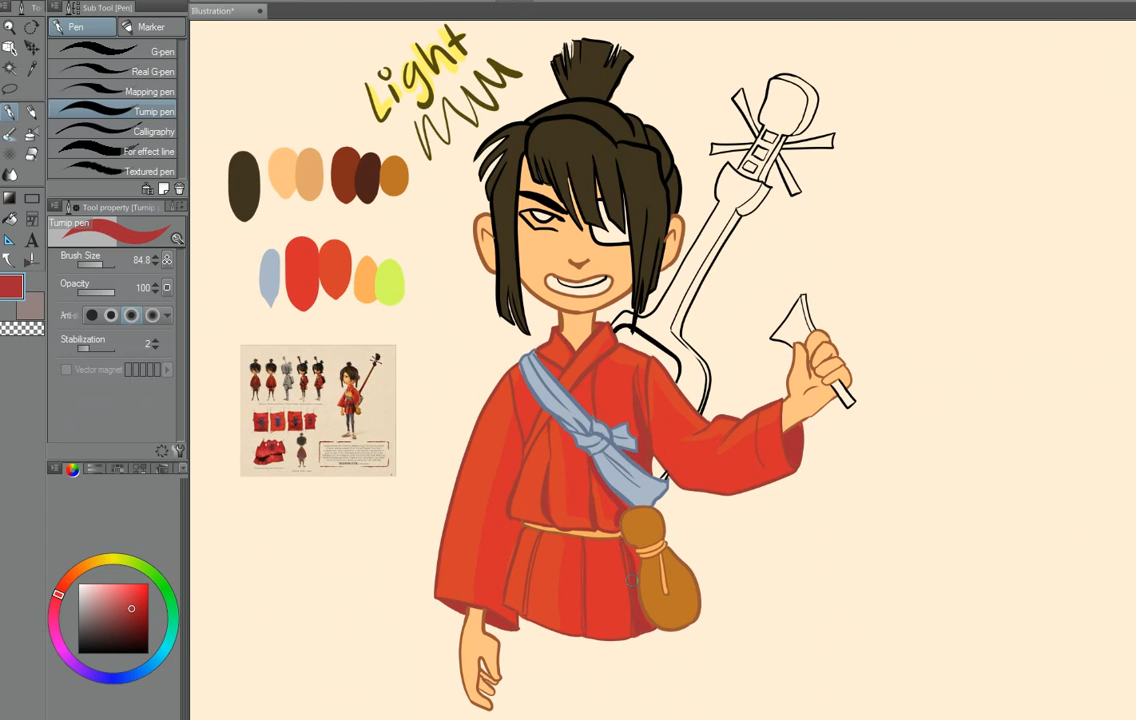 Sub Tool [Pen]
Illustration*
Pen
Marker
G-pen
Real G-pen
Mapping pen
Turnip pen
Calligraphy
For effect line
Textured pen
Tool property [Turnip
Turnip pen
Brush Size
84.8
Opacity
100
Anti-
Stabilization
2
Vector magnet
Light